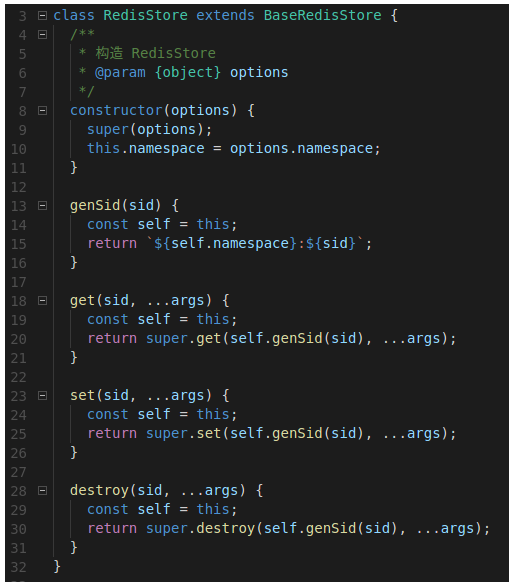 3 class RedisStore extends BaseRedisStore {
4 /**
5 * 构造 RedisStore
6 * @param {object} options
7 */
8 constructor(options) {
9 super(options);
10 this.namespace = options.namespace;
11 }
12
13 genSid(sid) {
14 const self = this;
15 return `${self.namespace}:${sid}`;
16 }
17
18 get(sid, ...args) {
19 const self = this;
20 return super.get(self.genSid(sid), ...args);
21 }
22
23 set(sid, ...args) {
24 const self = this;
25 return super.set(self.genSid(sid), ...args);
26 }
27
28 destroy(sid, ...args) {
29 const self = this;
30 return super.destroy(self.genSid(sid), ...args);
31 }
32 }